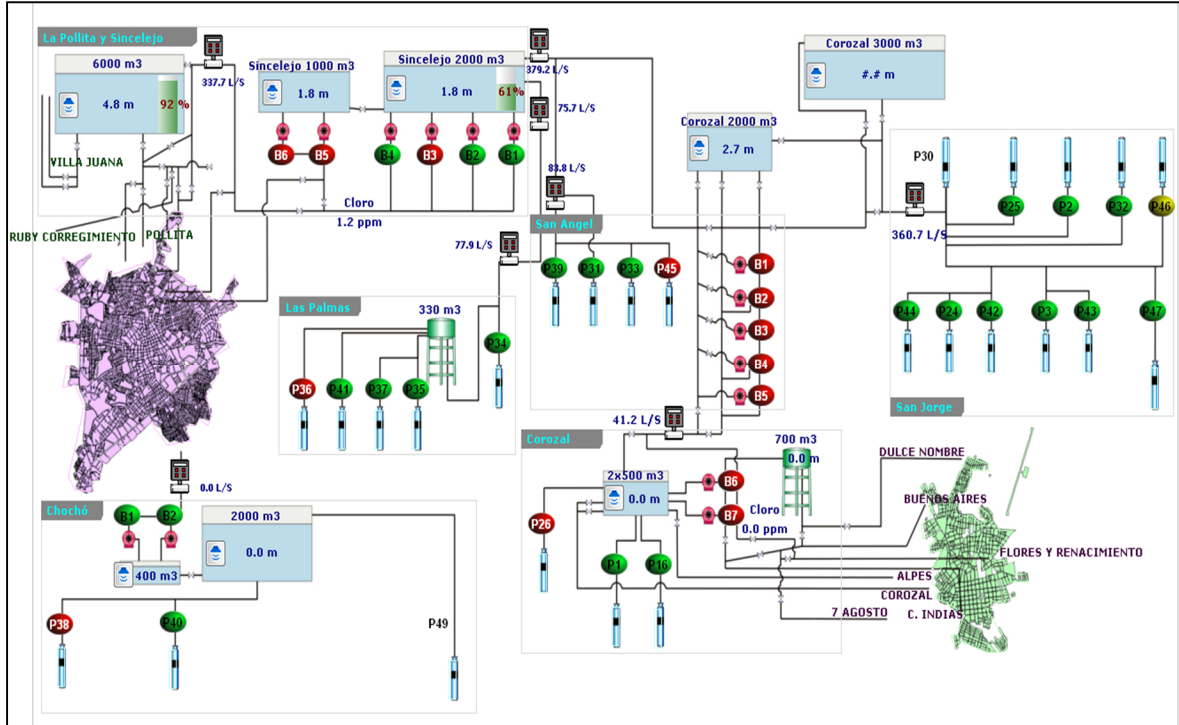 La Pollita y Sincelejo
6000 m3
4.8 m
92 %
337.7 L/S
Sincelejo 1000 m3
1.8 m
Sincelejo 2000 m3
1.8 m
61%
379.2 L/S
75.7 L/S
B6
B5
B4
B3
B2
B1
Cloro
1.2 ppm
VILLA JUANA
RUBY CORREGIMIENTO
POLLITA
83.8 L/S
77.9 L/S
Corozal 3000 m3
#.# m
Corozal 2000 m3
2.7 m
P30
P25
P2
P32
P46
360.7 L/S
P44
P24
P42
P3
P43
P47
San Jorge
San Angel
P39
P31
P33
P45
B1
B2
B3
B4
B5
Las Palmas
330 m3
P36
P41
P37
P35
P34
41.2 L/S
Corozal
2x500 m3
0.0 m
700 m3
0.0 m
B6
B7
Cloro
0.0 ppm
P26
P1
P16
DULCE NOMBRE
BUENOS AIRES
FLORES Y RENACIMIENTO
ALPES
COROZAL
7 AGOSTO
C. INDIAS
0.0 L/S
Chochó
B1
B2
400 m3
2000 m3
0.0 m
P38
P40
P49